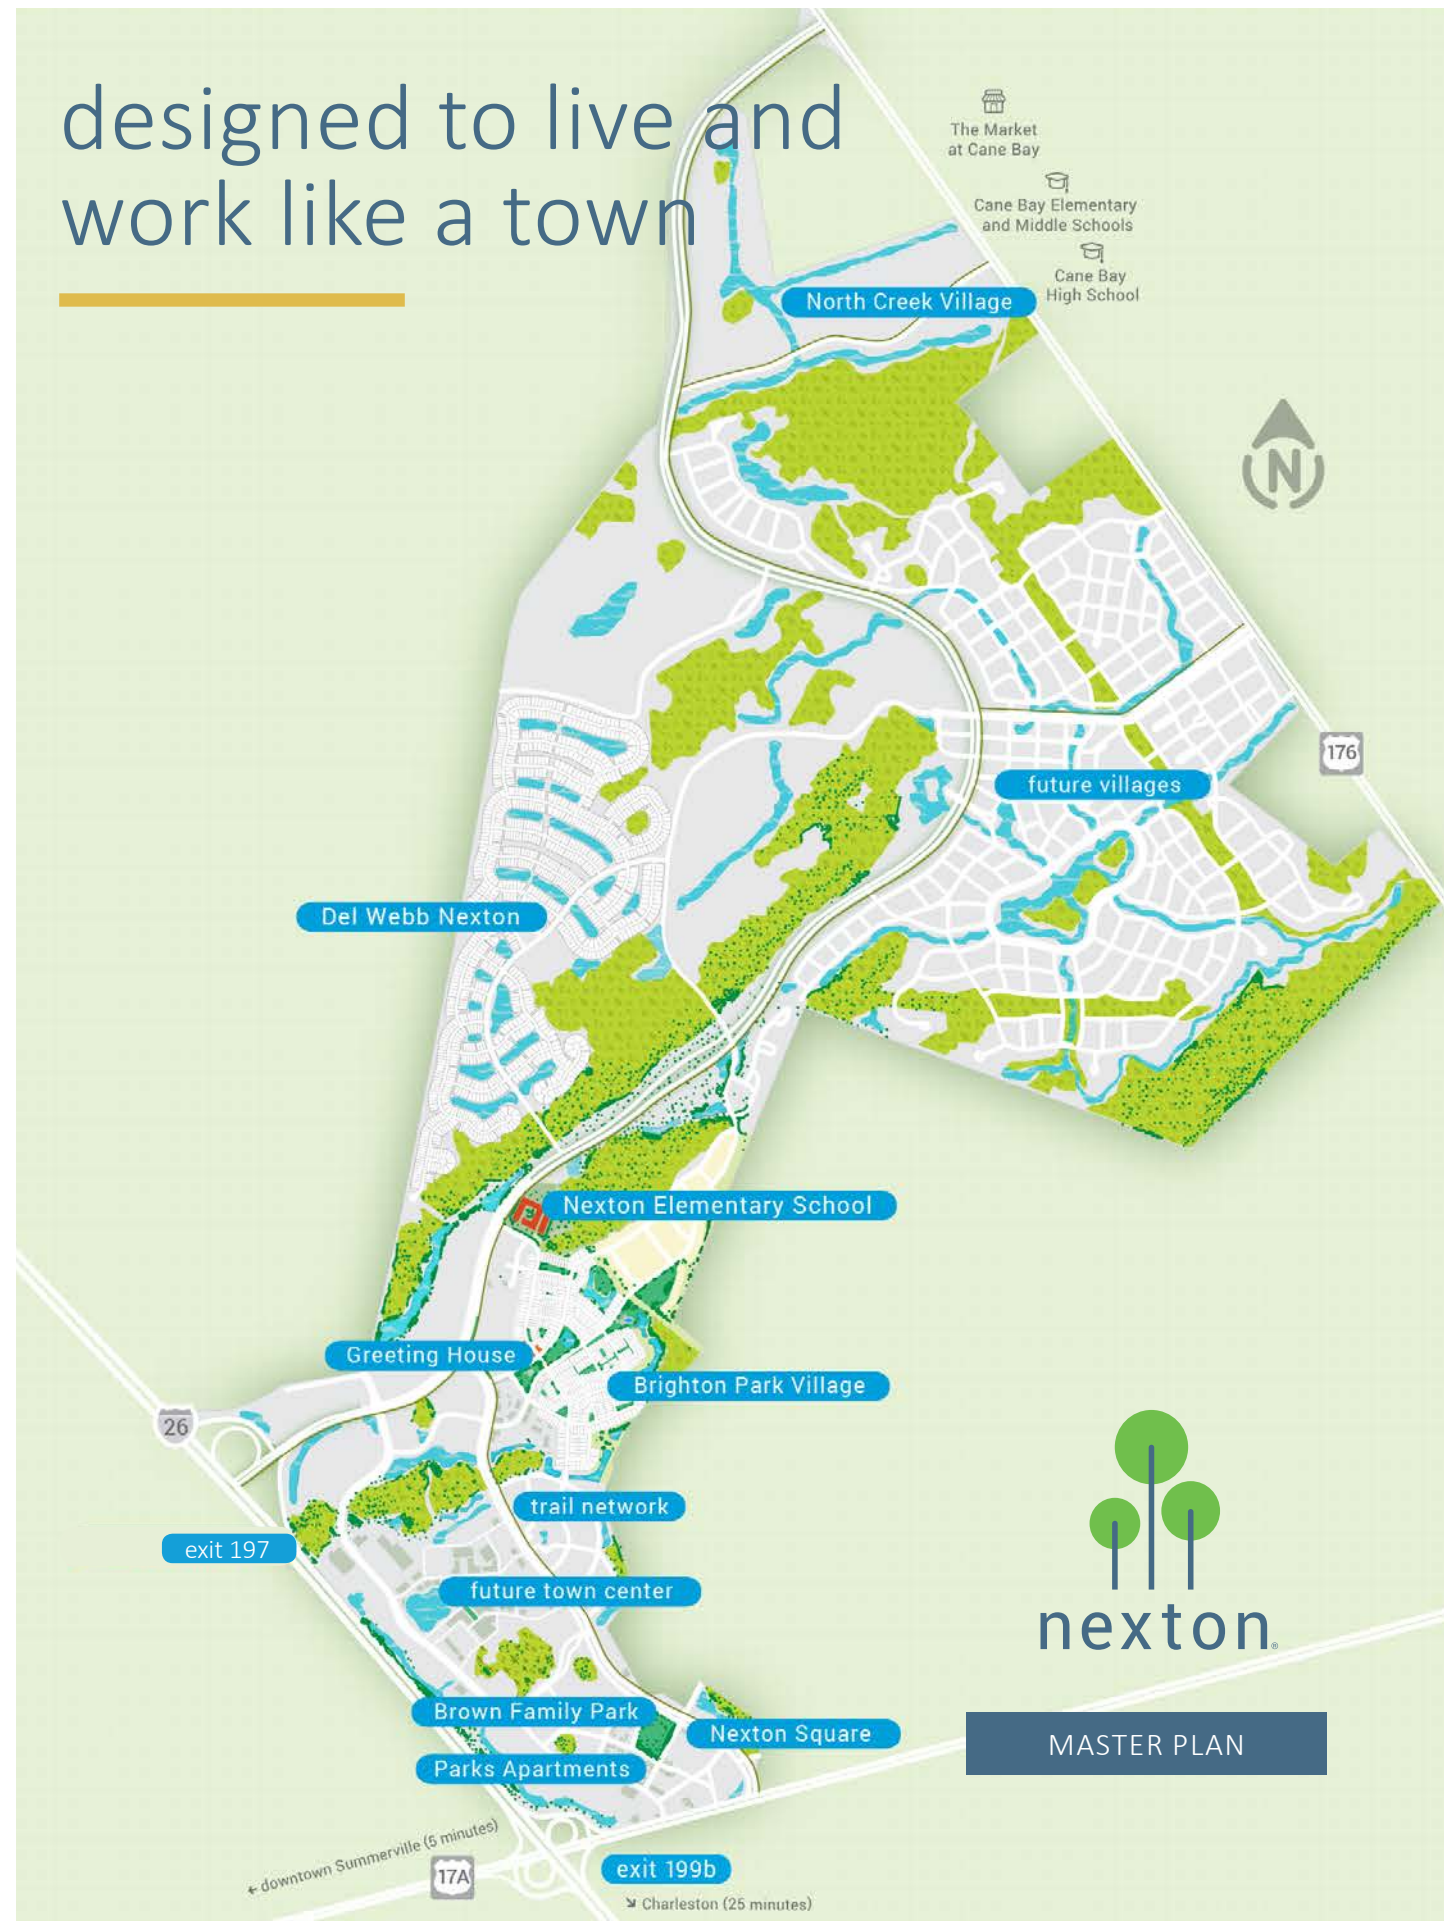 designed to live and
work like a town
The Market
at Cane Bay
Cane Bay Elementary
and Middle Schools
Cane Bay
High School
North Creek Village
N
176
future villages
Del Webb Nexton
Nexton Elementary School
Greeting House
Brighton Park Village
26
trail network
exit 197
future town center
nexton®
Brown Family Park
Nexton Square
MASTER PLAN
Parks Apartments
← downtown Summerville (5 minutes)
17A
exit 199b
↘ Charleston (25 minutes)